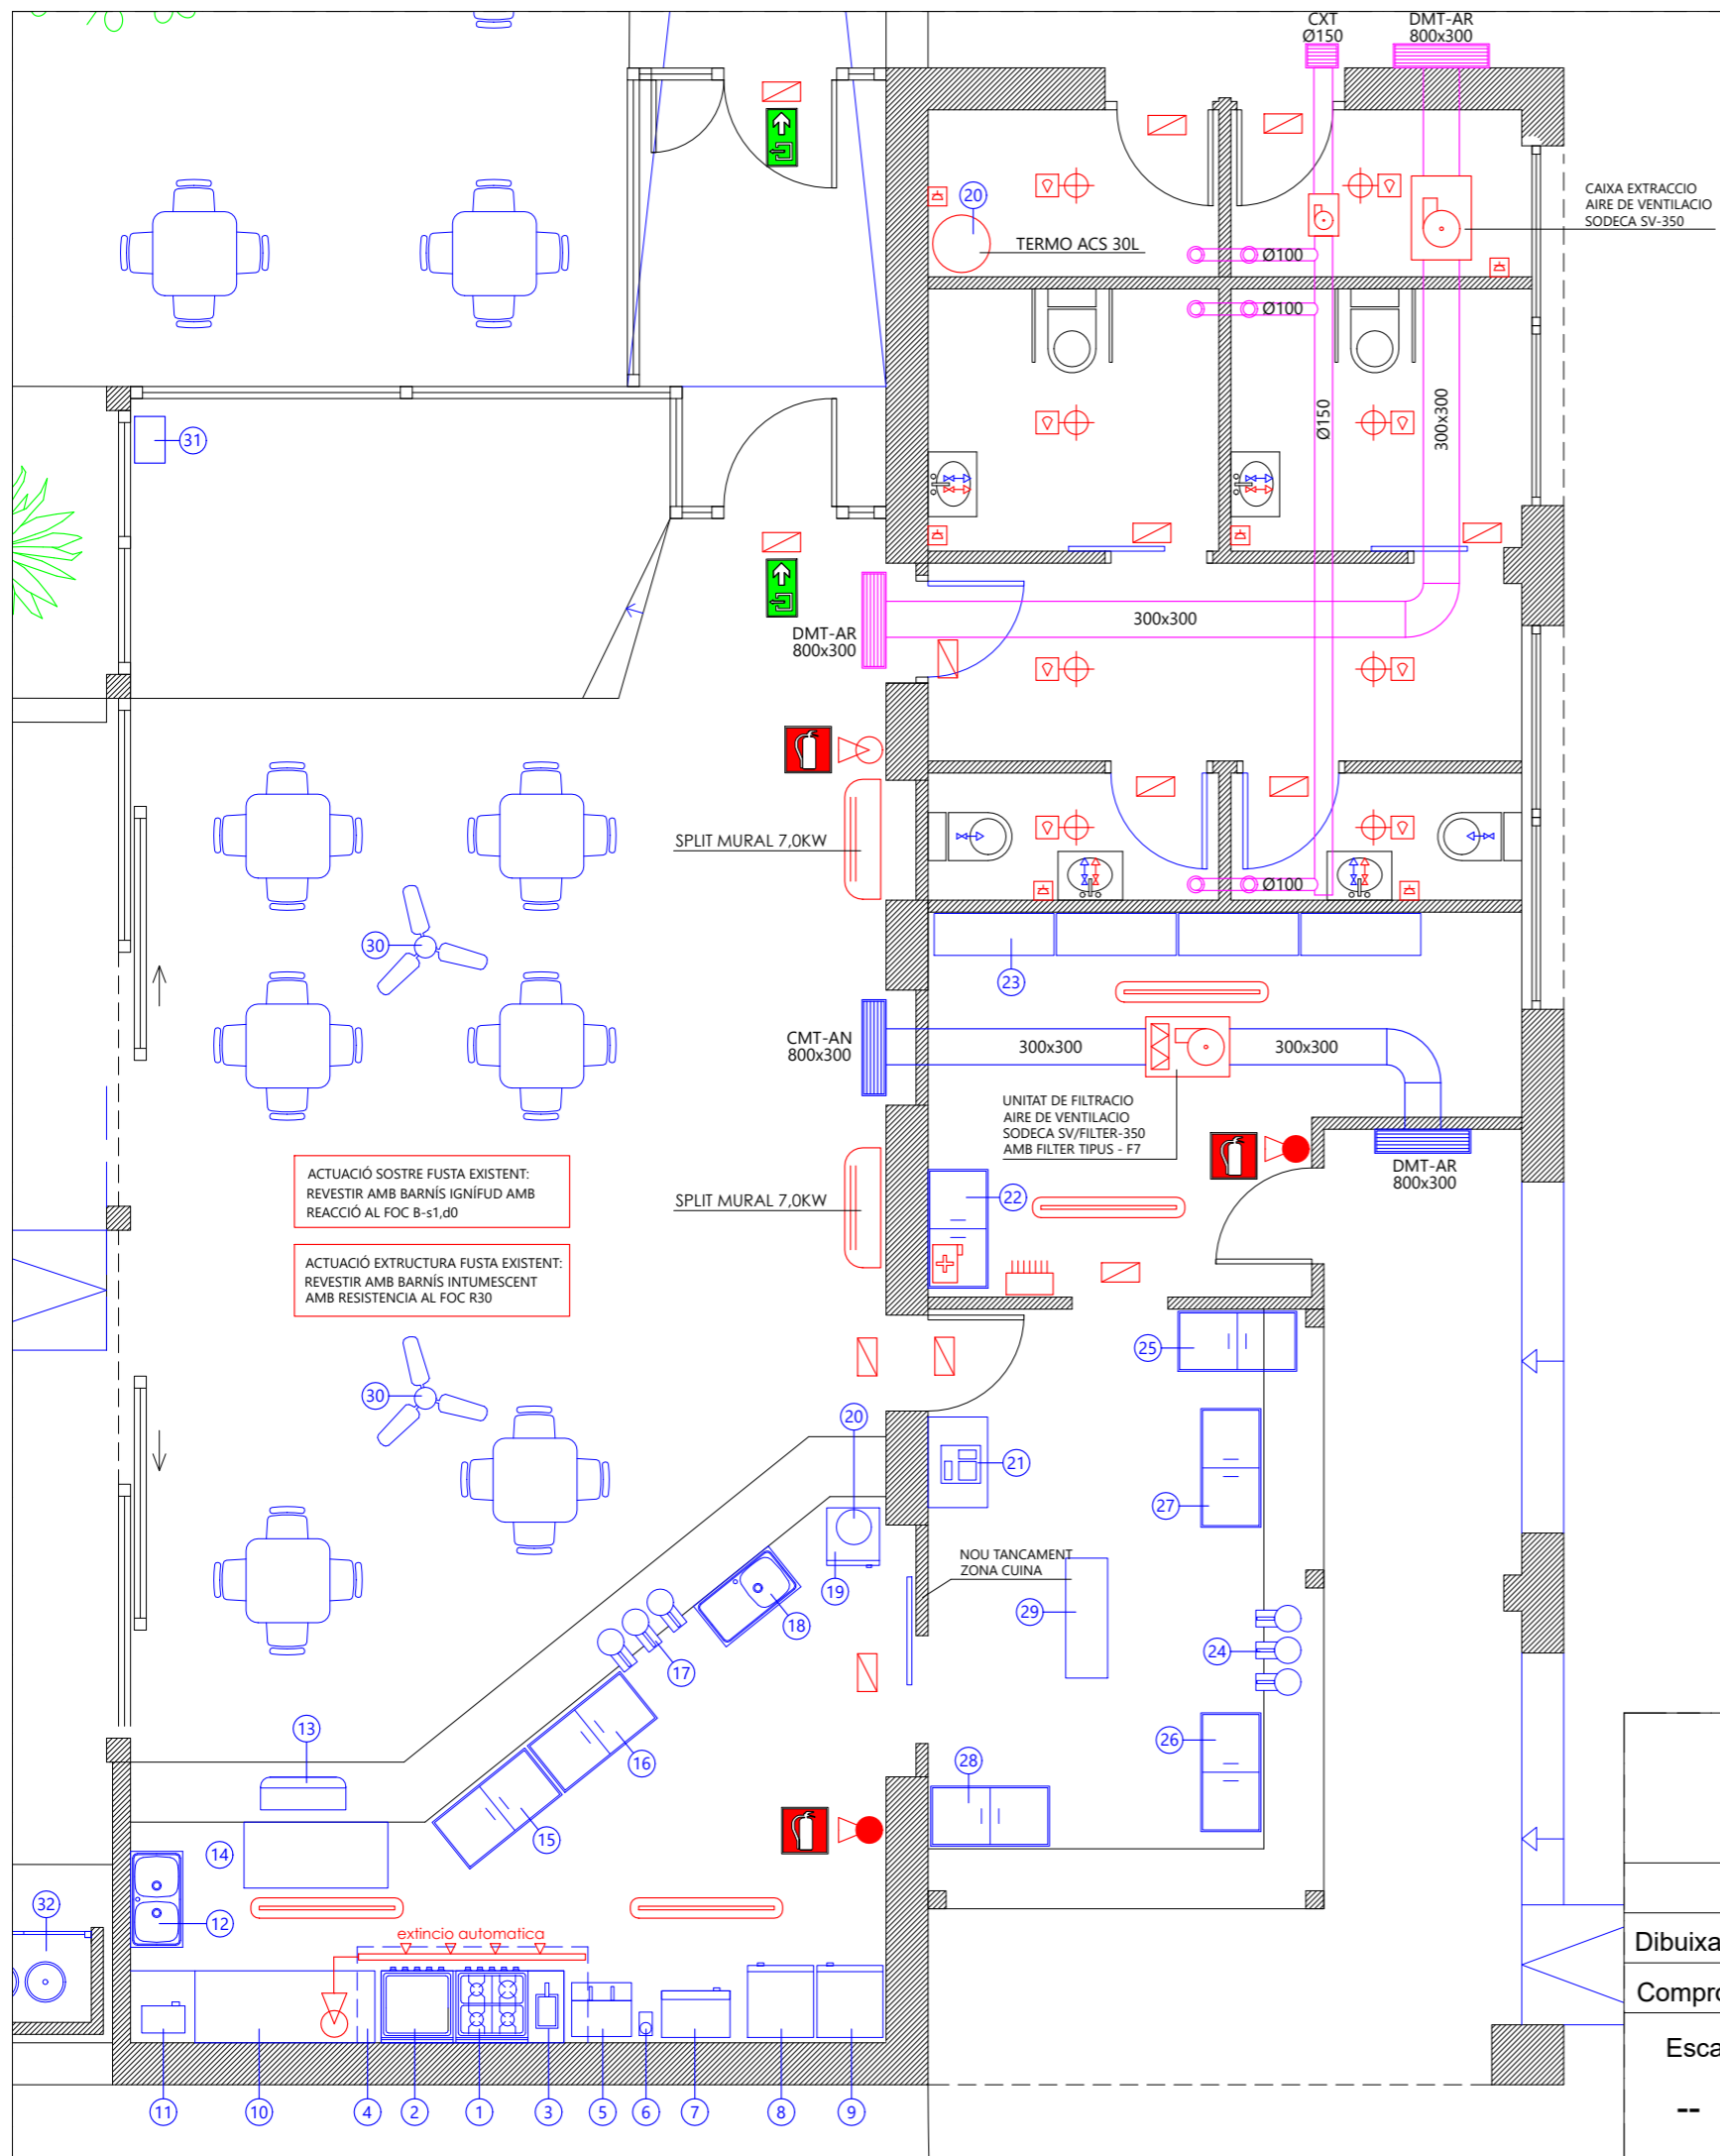 CXT
Ø150
DMT-AR
800x300
CAIXA EXTRACCIO
AIRE DE VENTILACIO
SODECA SV-350
20
TERMO ACS 30L
Ø100
Ø100
Ø150
300x300
31
300x300
DMT-AR
800x300
SPLIT MURAL 7,0KW
Ø100
30
23
CMT-AN
800x300
300x300
300x300
UNITAT DE FILTRACIO
AIRE DE VENTILACIO
SODECA SV/FILTER-350
AMB FILTER TIPUS - F7
DMT-AR
800x300
ACTUACIÓ SOSTRE FUSTA EXISTENT:
REVESTIR AMB BARNÍS IGNÍFUD AMB
REACCIÓ AL FOC B-s1,d0
SPLIT MURAL 7,0KW
22
ACTUACIÓ EXTRUCTURA FUSTA EXISTENT:
REVESTIR AMB BARNÍS INTUMESCENT
AMB RESISTENCIA AL FOC R30
25
30
20
21
27
NOU TANCAMENT
ZONA CUINA
19
29
18
24
17
13
16
26
28
15
14
32
12
extincio automatica
Dibuixa
Compro
Esca
--
11
10
4
2
1
3
5
6
7
8
9